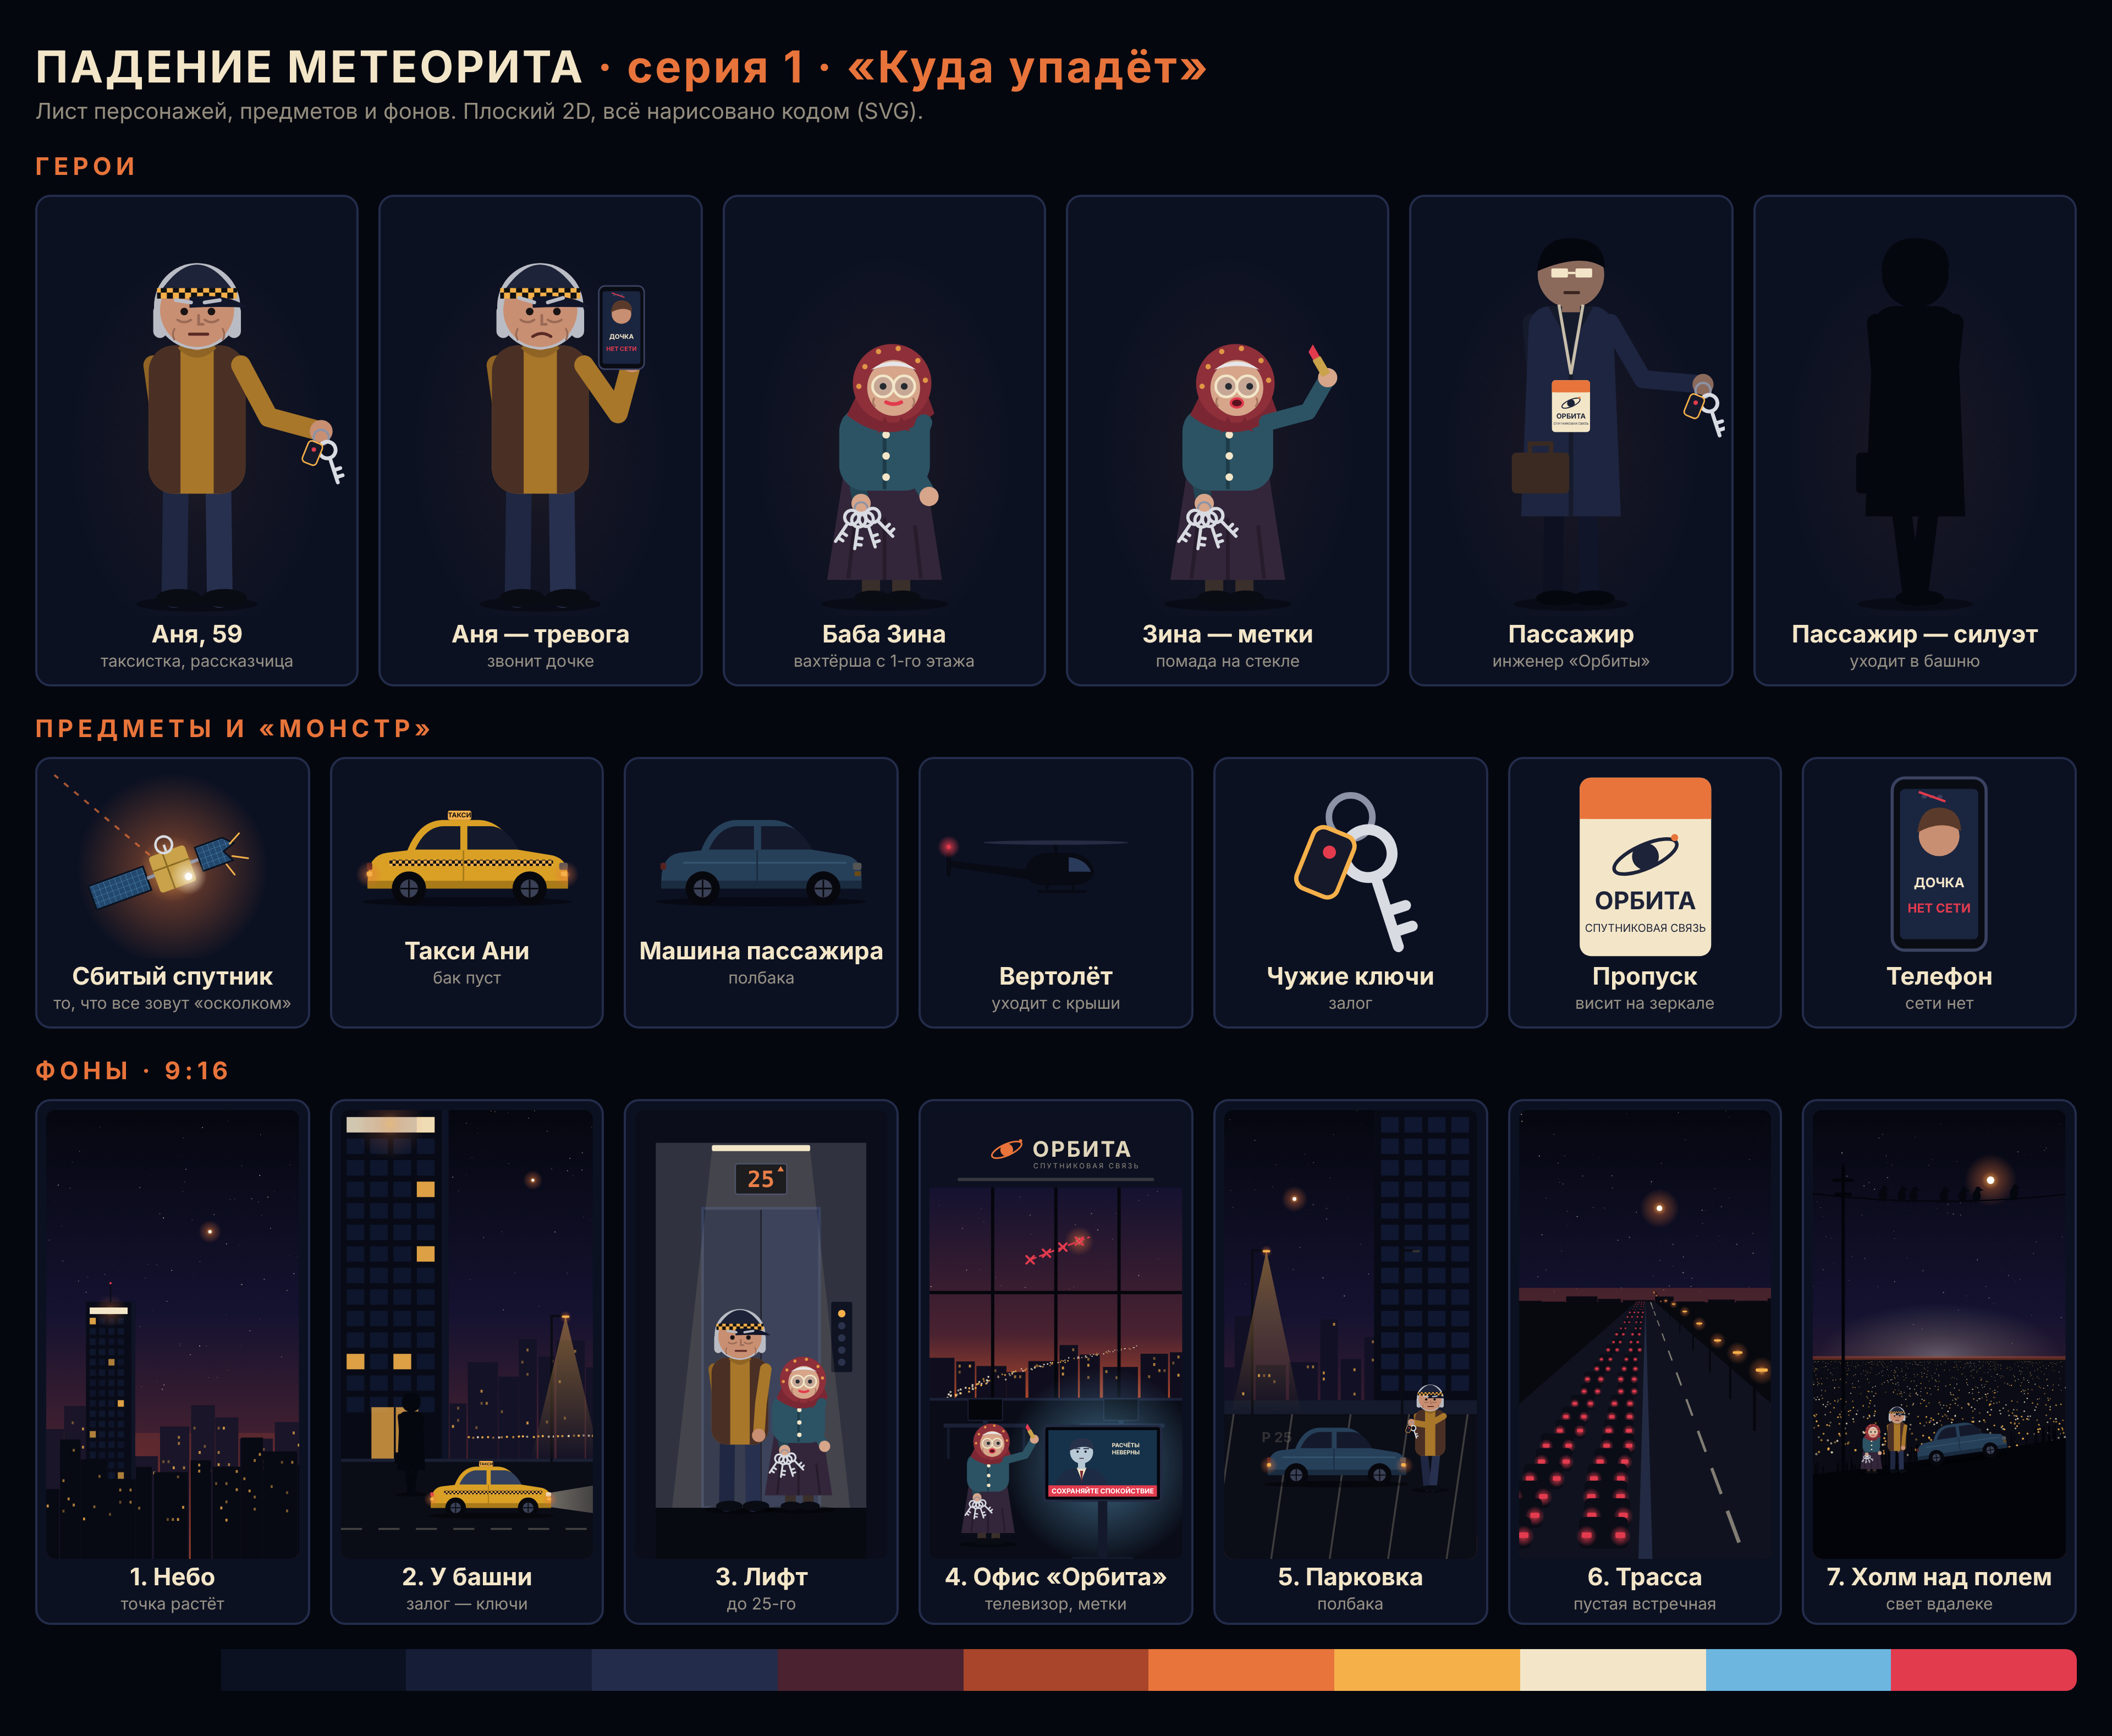 ПАДЕНИЕ МЕТЕОРИТА · серия 1 · «Куда упадёт»
Лист персонажей, предметов и фонов. Плоский 2D, всё нарисовано кодом (SVG).
ГЕРОИ
ДОЧКА
НЕТ СЕТИ
ОРБИТА
СПУТНИКОВАЯ СВЯЗЬ
Аня, 59
таксистка, рассказчица
Аня — тревога
звонит дочке
Баба Зина
вахтёрша с 1-го этажа
Зина — метки
помада на стекле
Пассажир
инженер «Орбиты»
Пассажир — силуэт
уходит в башню
ПРЕДМЕТЫ И «МОНСТР»
ТАКСИ
ОРБИТА
СПУТНИКОВАЯ СВЯЗЬ
ДОЧКА
НЕТ СЕТИ
Сбитый спутник
то, что все зовут «осколком»
Такси Ани
бак пуст
Машина пассажира
полбака
Вертолёт
уходит с крыши
Чужие ключи
залог
Пропуск
висит на зеркале
Телефон
сети нет
ФОНЫ · 9:16
ТАКСИ
25
ОРБИТА
СПУТНИКОВАЯ СВЯЗЬ
РАСЧЁТЫ
НЕВЕРНЫ
СОХРАНЯЙТЕ СПОКОЙСТВИЕ
P 25
1. Небо
точка растёт
2. У башни
залог — ключи
3. Лифт
до 25-го
4. Офис «Орбита»
телевизор, метки
5. Парковка
полбака
6. Трасса
пустая встречная
7. Холм над полем
свет вдалеке